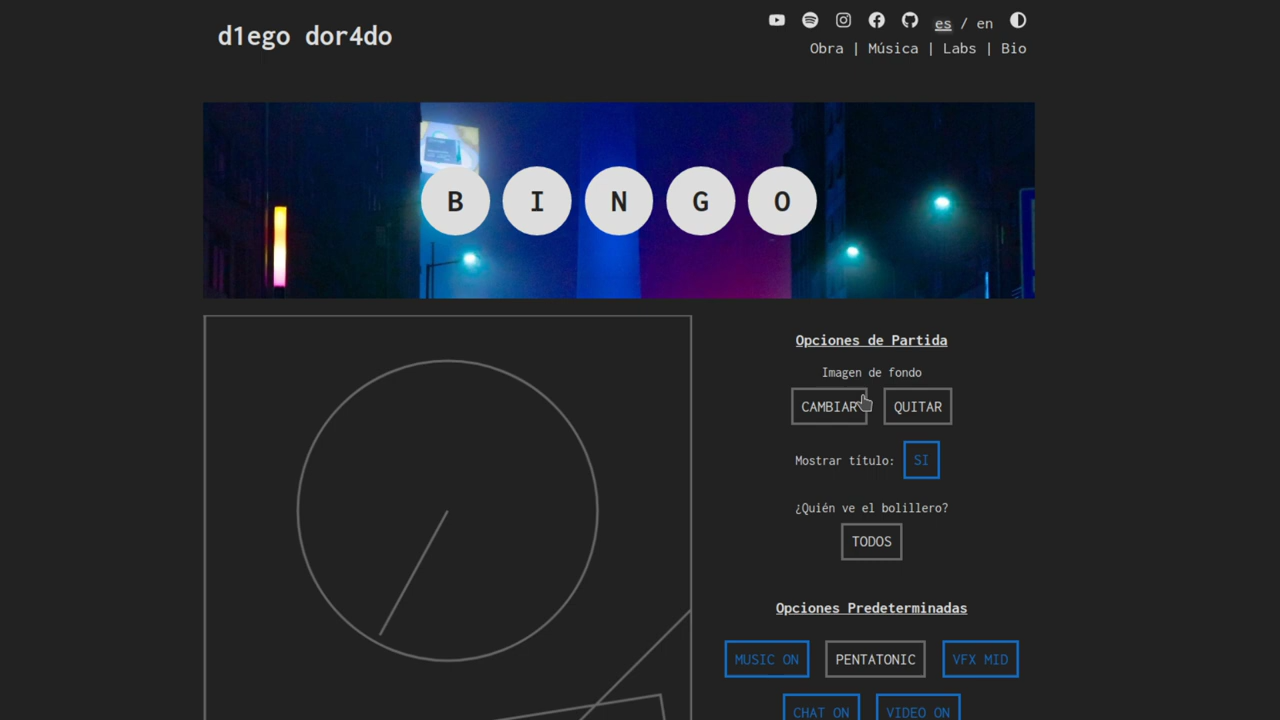 d1ego dor4do
es / en
Obra | Música | Labs | Bio
B I N G O
Opciones de Partida
Imagen de fondo
CAMBIAR QUITAR
Mostrar título: SI
¿Quién ve el bolillero?
TODOS
Opciones Predeterminadas
MUSIC ON PENTATONIC VFX MID
CHAT ON VIDEO ON